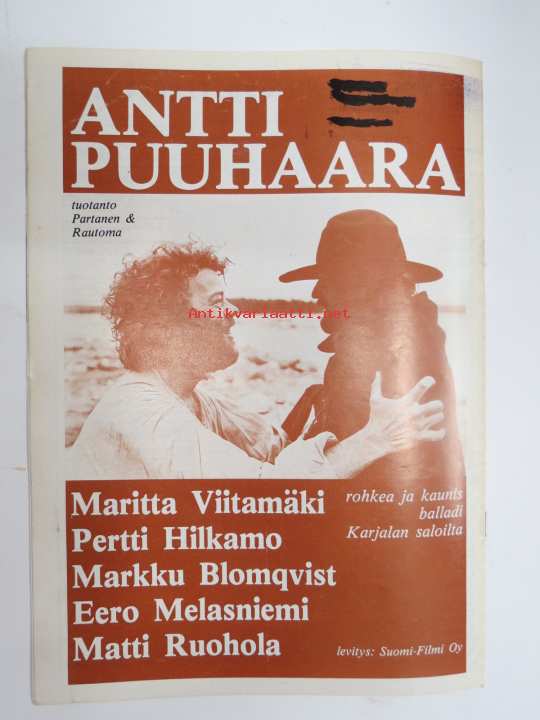 ANTTI
PUUHAARA
tuotanto
Partanen &
Rautoma
Antikvariaatti.net
Maritta Viitamäki
Pertti Hilkamo
Markku Blomqvist
Eero Melasniemi
Matti Ruohola
rohkea ja kaunis
balladi
Karjalan saloilta
levitys: Suomi-Filmi Oy